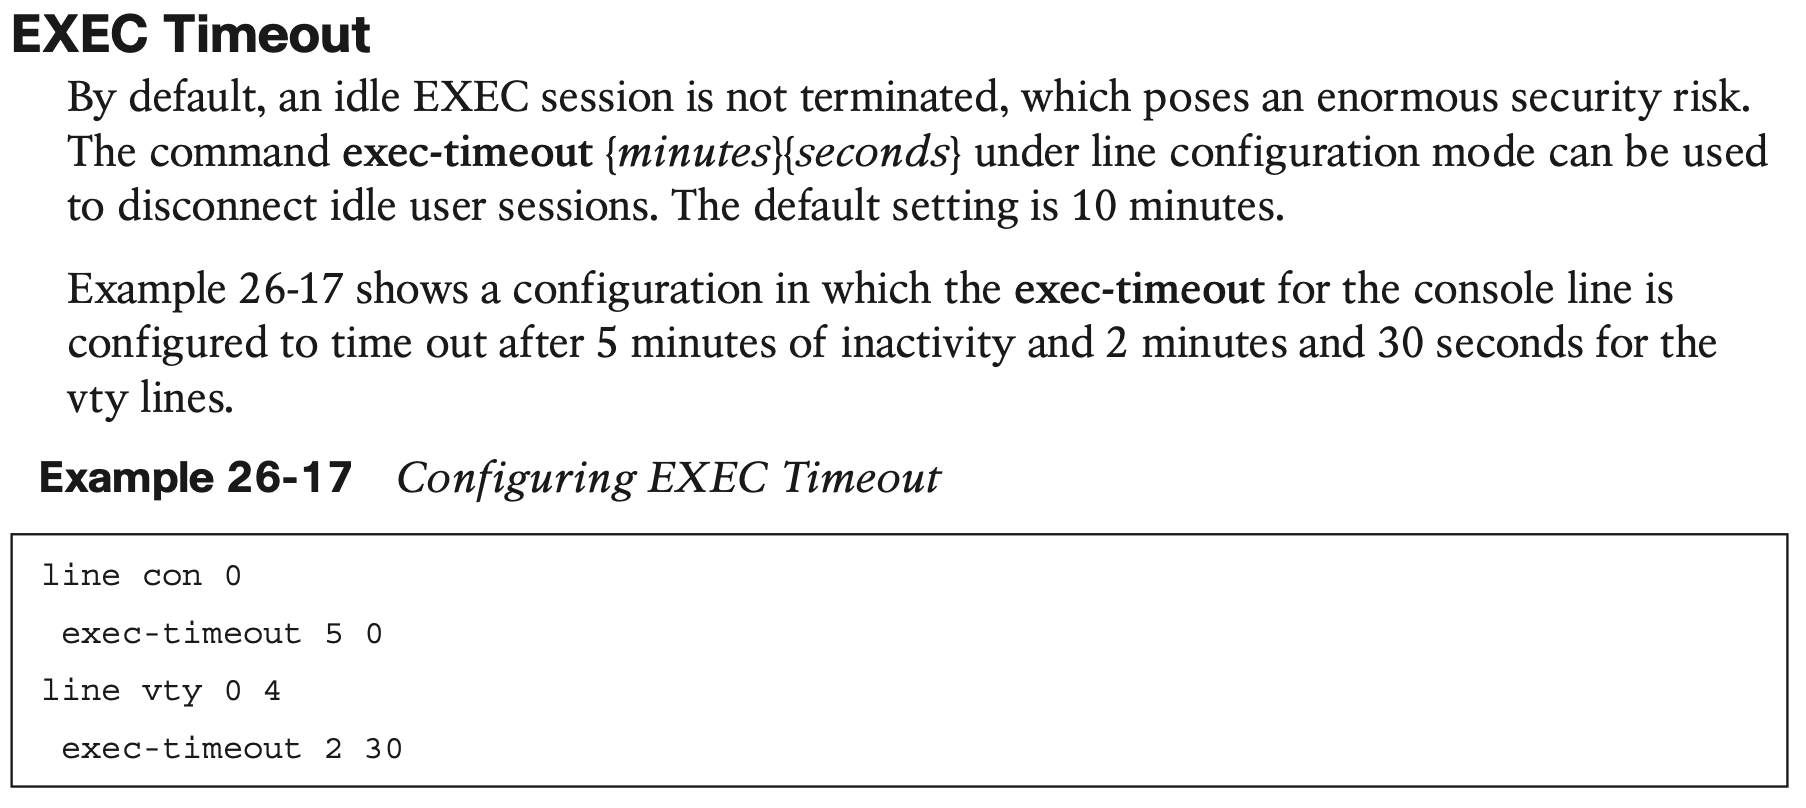 EXEC Timeout
By default, an idle EXEC session is not terminated, which poses an enormous security risk.
The command exec-timeout {minutes}{seconds} under line configuration mode can be used
to disconnect idle user sessions. The default setting is 10 minutes.
Example 26-17 shows a configuration in which the exec-timeout for the console line is
configured to time out after 5 minutes of inactivity and 2 minutes and 30 seconds for the
vty lines.
Example 26-17 Configuring EXEC Timeout
line con 0
 exec-timeout 5 0
line vty 0 4
 exec-timeout 2 30